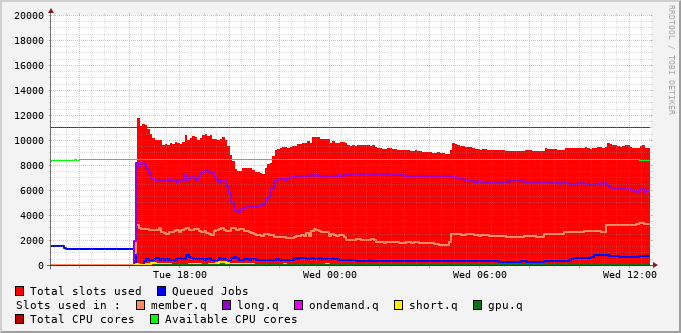 20000
18000
16000
14000
12000
10000
8000
6000
4000
2000
0
Tue 18:00 Wed 00:00 Wed 06:00 Wed 12:00
Total slots used Queued Jobs
Slots used in : member.q long.q ondemand.q short.q gpu.q
Total CPU cores Available CPU cores
RRDTOOL / TOBI OETIKER